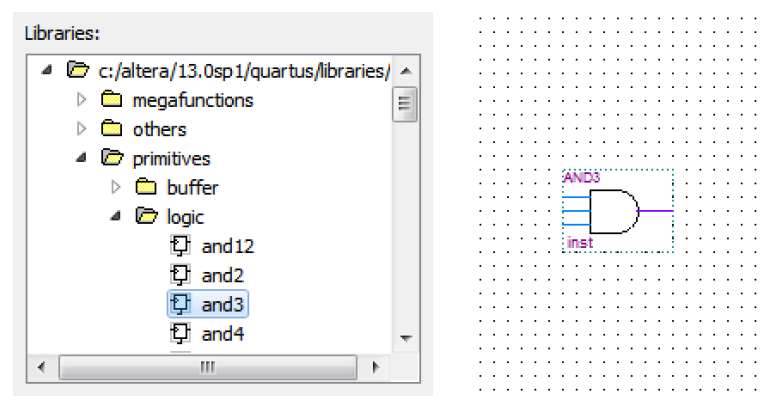 Libraries:
c:/altera/13.0sp1/quartus/libraries/
megafunctions
others
primitives
buffer
logic
and12
and2
and3
and4
AND3
inst